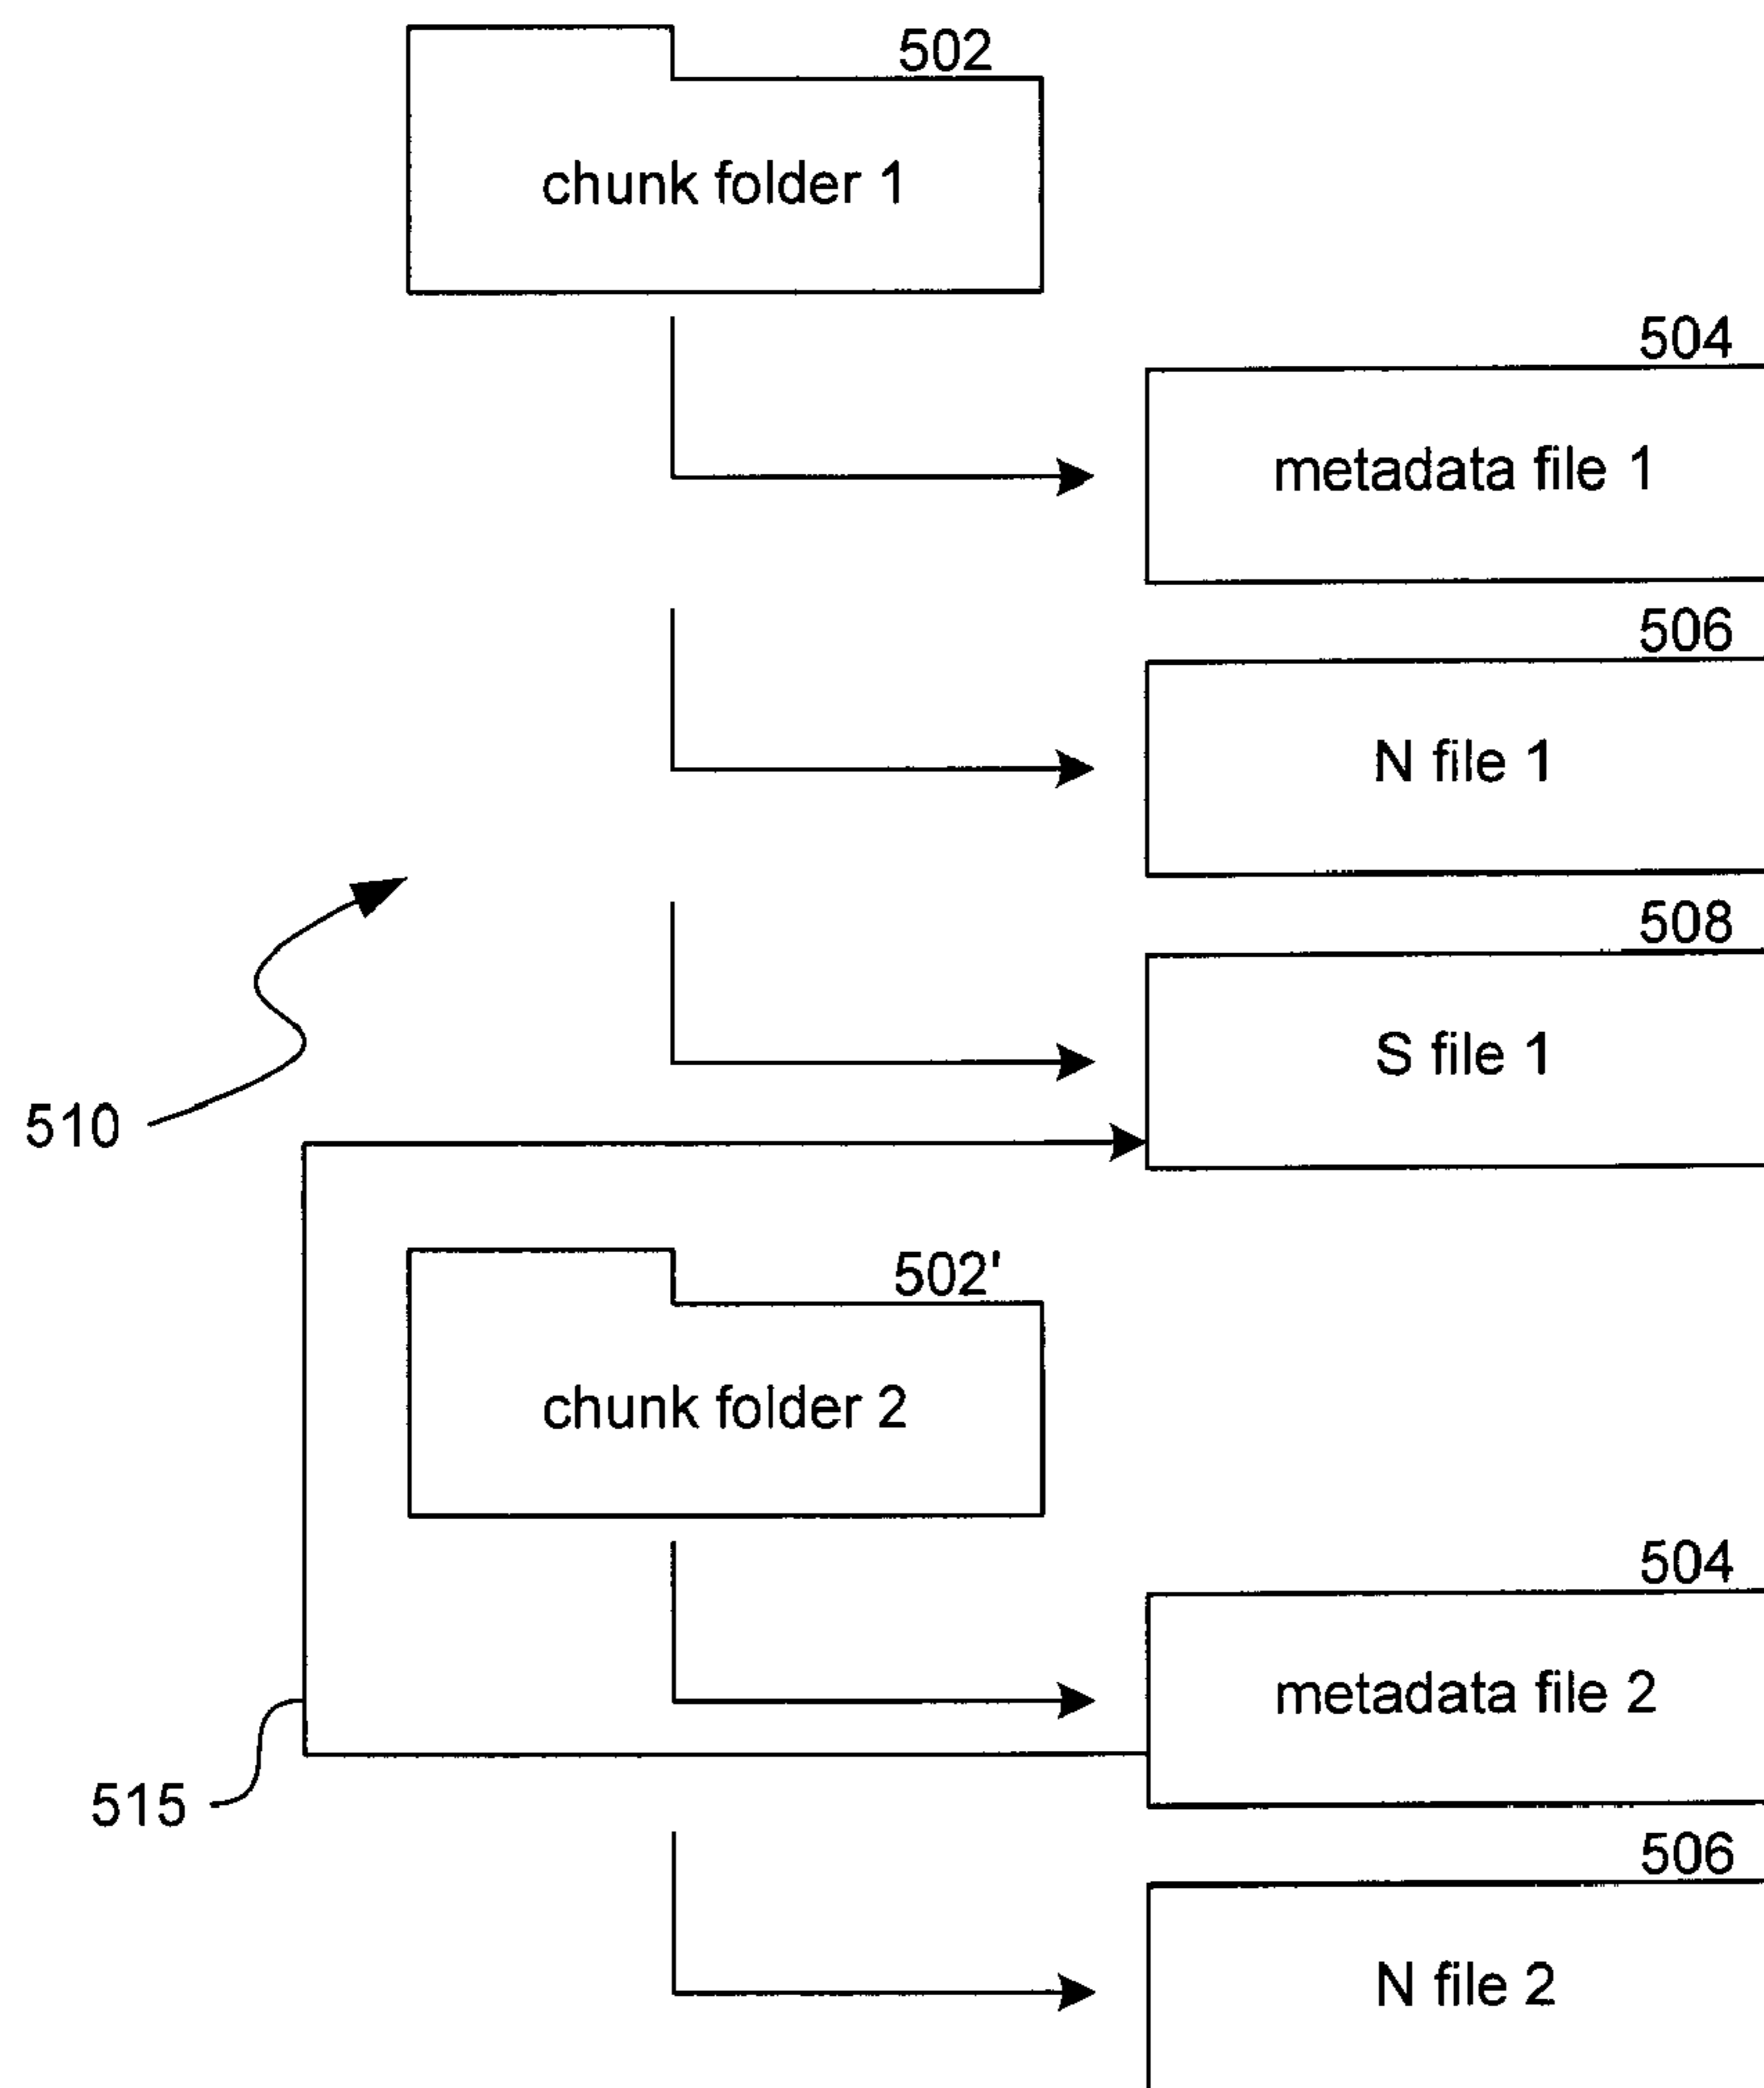 502
chunk folder 1
504
metadata file 1
506
N file 1
508
S file 1
510
502'
chunk folder 2
504
metadata file 2
515
506
N file 2